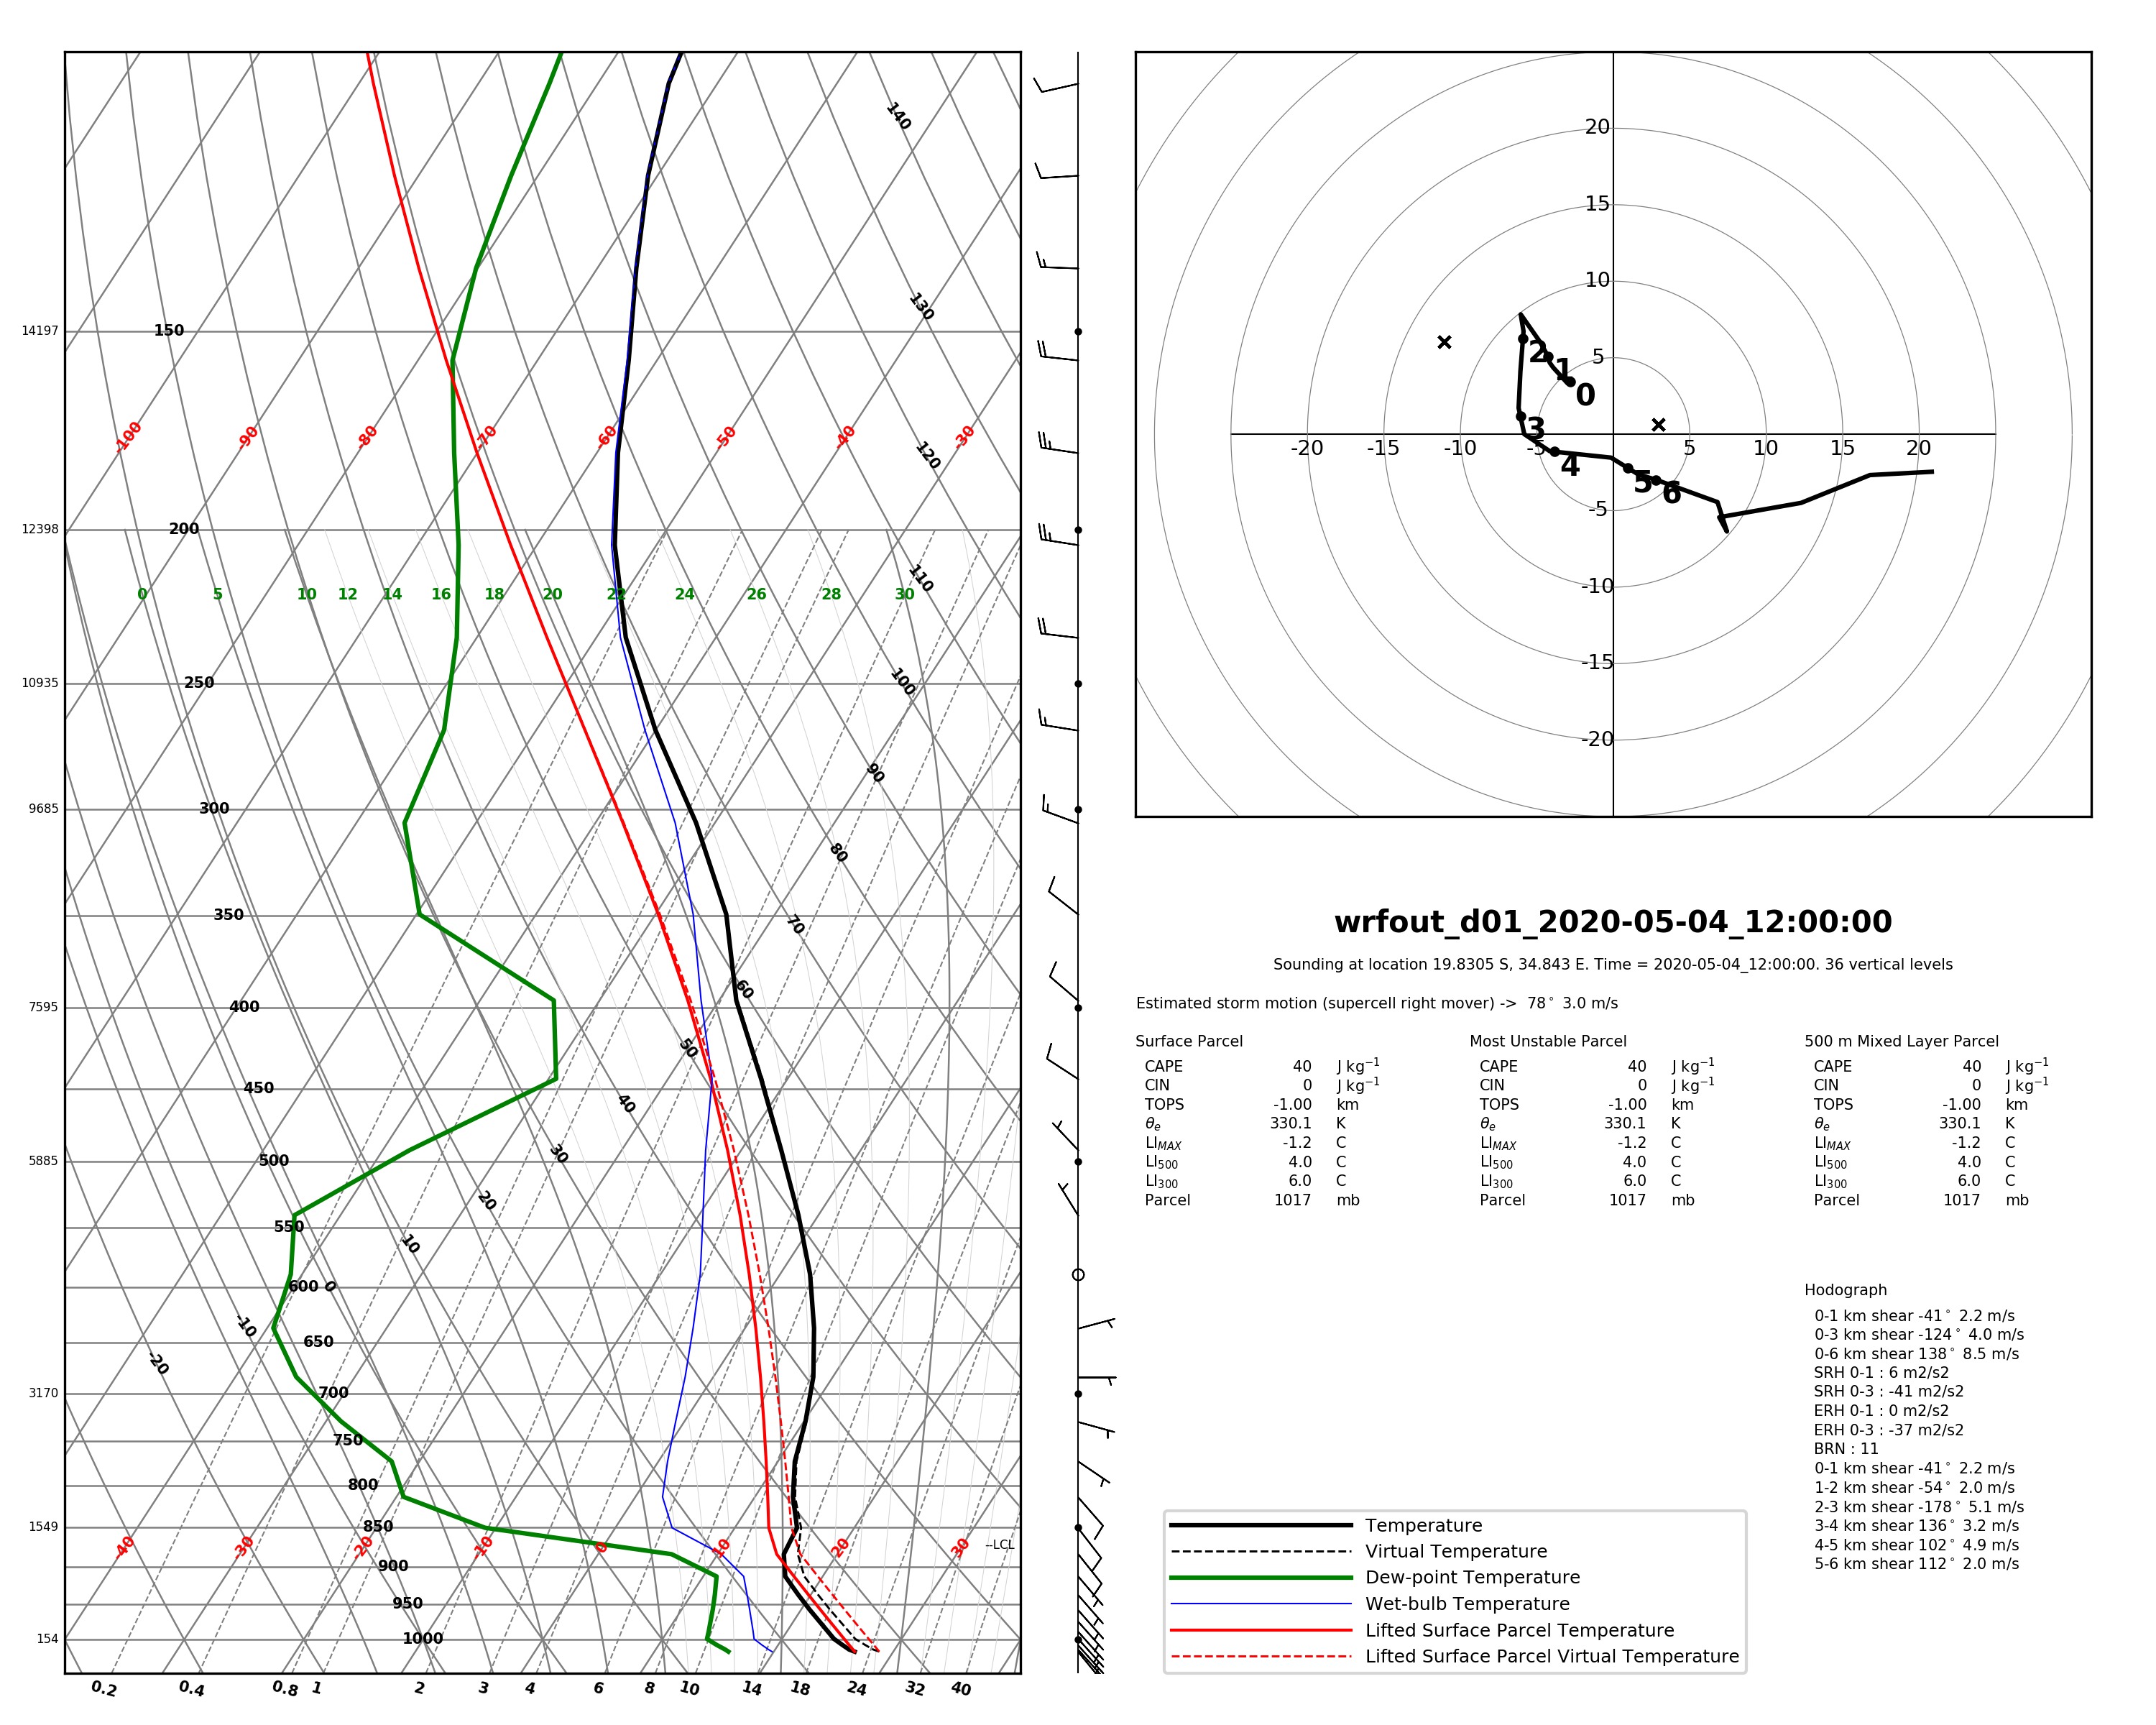 140
130
120
110
100
90
80
70
60
50
40
30
20
10
0
-10
-20
14197 150
-100 -90 -80 -70 -60 -50 -40 -30
12398 200
0 5 10 12 14 16 18 20 22 24 26 28 30
10935 250
9685 300
350
7595 400
450
5885 500
550
600
650
3170 700
750
800
1549 850
-40 -30 -20 -10 0 10 20 30 --LCL
900
950
154 1000
0.2 0.4 0.8 1 2 3 4 6 8 10 14 18 24 32 40
20
15
10
5
-20 -15 -10 -5 5 10 15 20
-5
-10
-15
-20
0
1
2
3
4
5
6
wrfout_d01_2020-05-04_12:00:00
Sounding at location 19.8305 S, 34.843 E. Time = 2020-05-04_12:00:00. 36 vertical levels
Estimated storm motion (supercell right mover) -> 78° 3.0 m/s
Surface Parcel
CAPE 40 J kg⁻¹
CIN 0 J kg⁻¹
TOPS -1.00 km
θe 330.1 K
LI MAX -1.2 C
LI 500 4.0 C
LI 300 6.0 C
Parcel 1017 mb
Most Unstable Parcel
CAPE 40 J kg⁻¹
CIN 0 J kg⁻¹
TOPS -1.00 km
θe 330.1 K
LI MAX -1.2 C
LI 500 4.0 C
LI 300 6.0 C
Parcel 1017 mb
500 m Mixed Layer Parcel
CAPE 40 J kg⁻¹
CIN 0 J kg⁻¹
TOPS -1.00 km
θe 330.1 K
LI MAX -1.2 C
LI 500 4.0 C
LI 300 6.0 C
Parcel 1017 mb
Hodograph
0-1 km shear -41° 2.2 m/s
0-3 km shear -124° 4.0 m/s
0-6 km shear 138° 8.5 m/s
SRH 0-1 : 6 m2/s2
SRH 0-3 : -41 m2/s2
ERH 0-1 : 0 m2/s2
ERH 0-3 : -37 m2/s2
BRN : 11
0-1 km shear -41° 2.2 m/s
1-2 km shear -54° 2.0 m/s
2-3 km shear -178° 5.1 m/s
3-4 km shear 136° 3.2 m/s
4-5 km shear 102° 4.9 m/s
5-6 km shear 112° 2.0 m/s
Temperature
Virtual Temperature
Dew-point Temperature
Wet-bulb Temperature
Lifted Surface Parcel Temperature
Lifted Surface Parcel Virtual Temperature